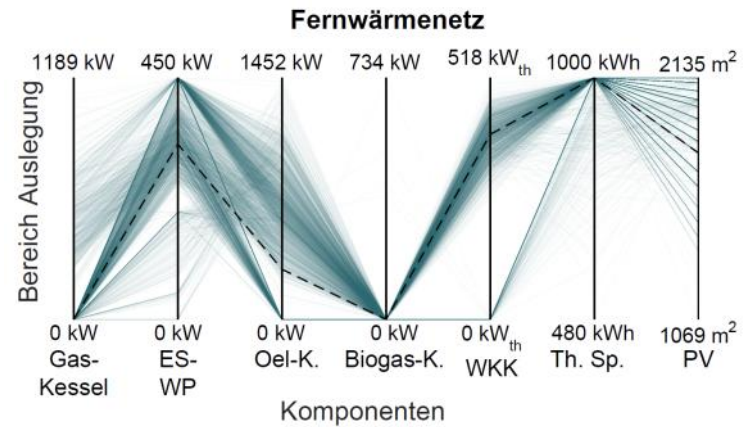 Fernwärmenetz
1189 kW 450 kW 1452 kW 734 kW 518 kWth 1000 kWh 2135 m2
Bereich Auslegung
0 kW 0 kW 0 kW 0 kW 0 kWth 480 kWh 1069 m2
Gas- ES- Oel-K. Biogas-K. WKK Th. Sp. PV
Kessel WP
Komponenten